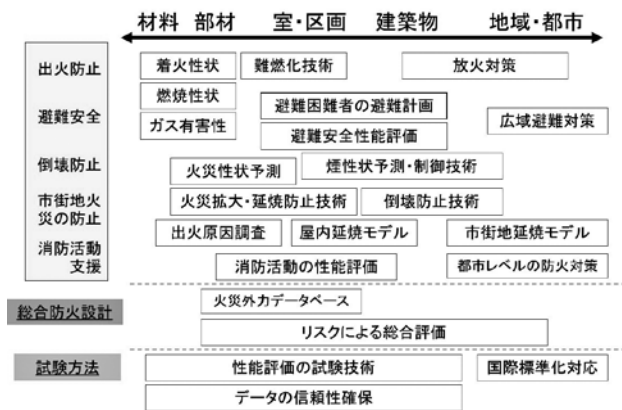 材料 部材 室・区画 建築物 地域・都市
出火防止 着火性状 難燃化技術 放火対策
燃焼性状
避難安全 避難困難者の避難計画 広域避難対策
ガス有害性 避難安全性能評価
倒壊防止 火災性状予測 煙性状予測・制御技術
市街地火
災の防止 火災拡大・延焼防止技術 倒壊防止技術
出火原因調査 屋内延焼モデル 市街地延焼モデル
消防活動
支援 消防活動の性能評価 都市レベルの防火対策
火災外力データベース
総合防火設計
リスクによる総合評価
試験方法 性能評価の試験技術 国際標準化対応
データの信頼性確保